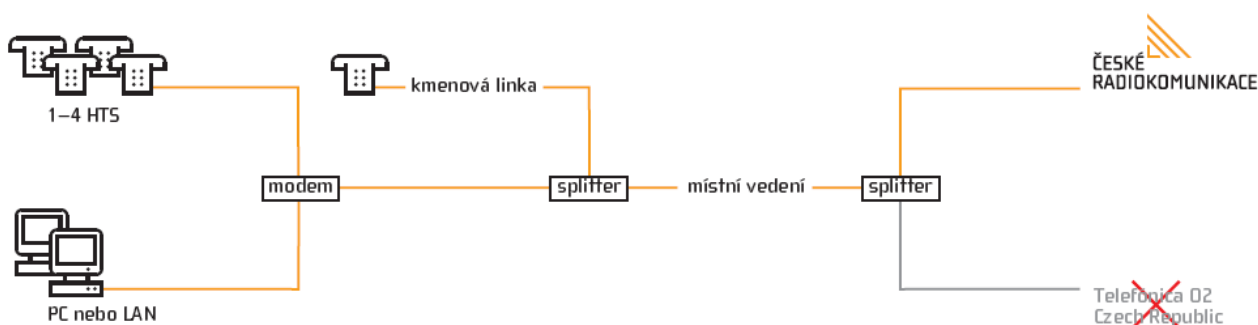 1–4 HTS
kmenová linka
ČESKÉ
RADIOKOMUNIKACE
modem
splitter
místní vedení
splitter
PC nebo LAN
Telefónica O2
Czech Republic